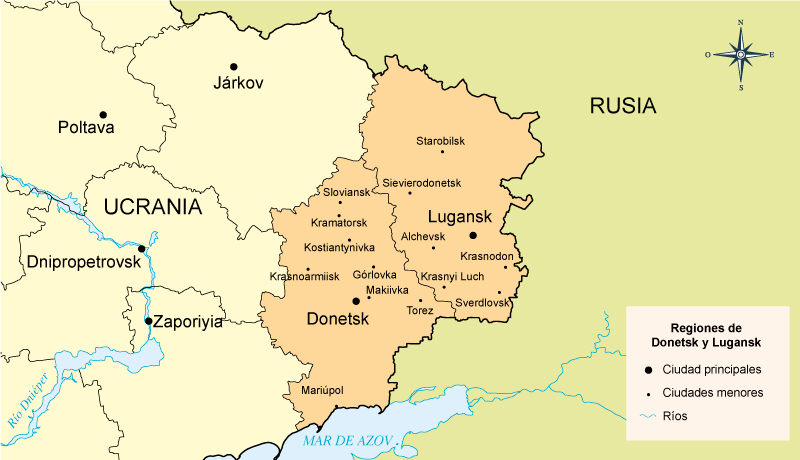 N
O
E
S
Járkov
RUSIA
Poltava
Starobilsk
Sievierodonetsk
Sloviansk
UCRANIA
Kramatorsk
Lugansk
Kostiantynivka
Alchevsk
Dnipropetrovsk
Krasnodon
Krasnoarmiisk
Górlovka
Krasnyi Luch
Makiivka
Sverdlovsk
Torez
Donetsk
Zaporiyia
Regiones de
Donetsk y Lugansk
Ciudad principales
Ciudades menores
Ríos
Mariúpol
Río Dniéper
MAR DE AZOV